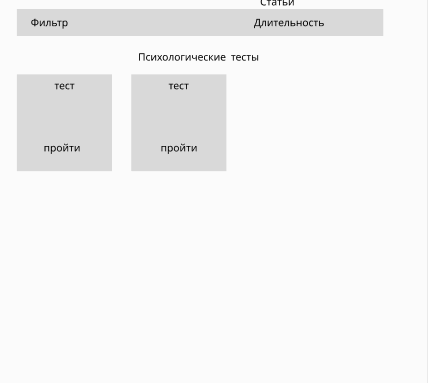 Статьи
Фильтр Длительность
Психологические тесты
тест тест
пройти пройти